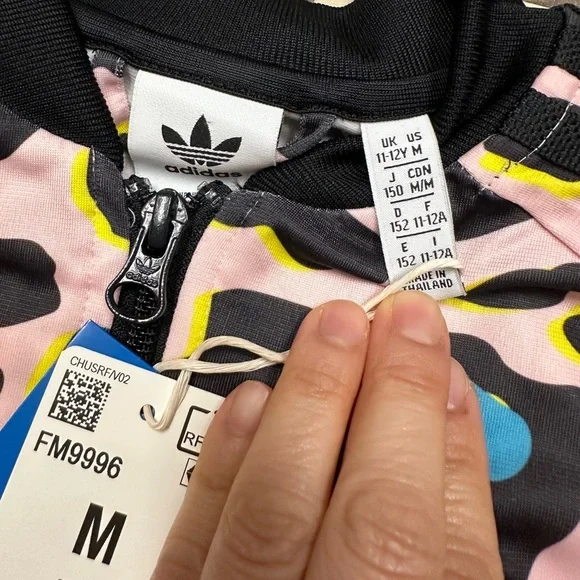 adidas
UK US
11-12Y M
J CDN
150 M/M
D F
152 11-12A
E I
152 11-12A
MADE IN
THAILAND
CHUSRF/V02
FM9996
M